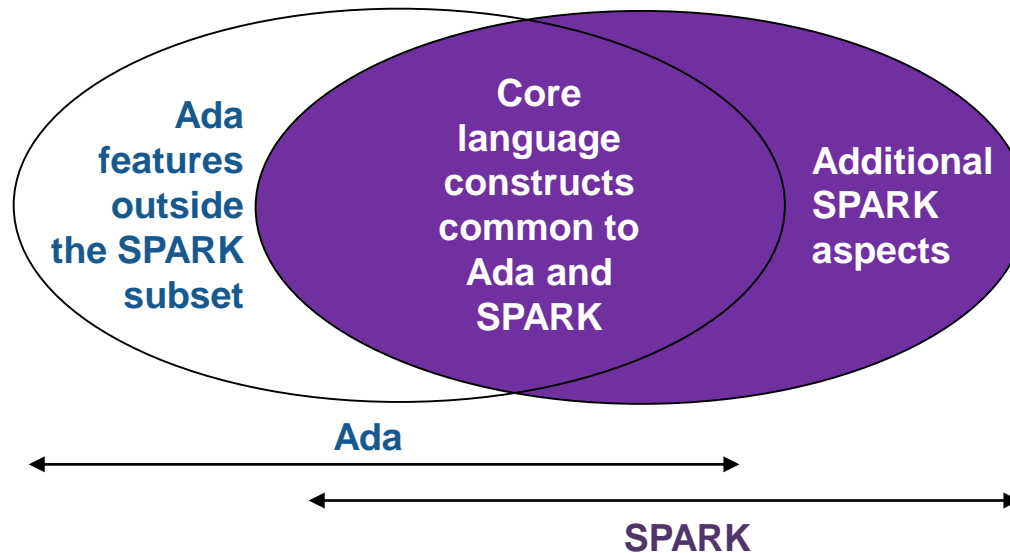 Ada
features
outside
the SPARK
subset
Core
language
constructs
common to
Ada and
SPARK
Additional
SPARK
aspects
Ada
SPARK